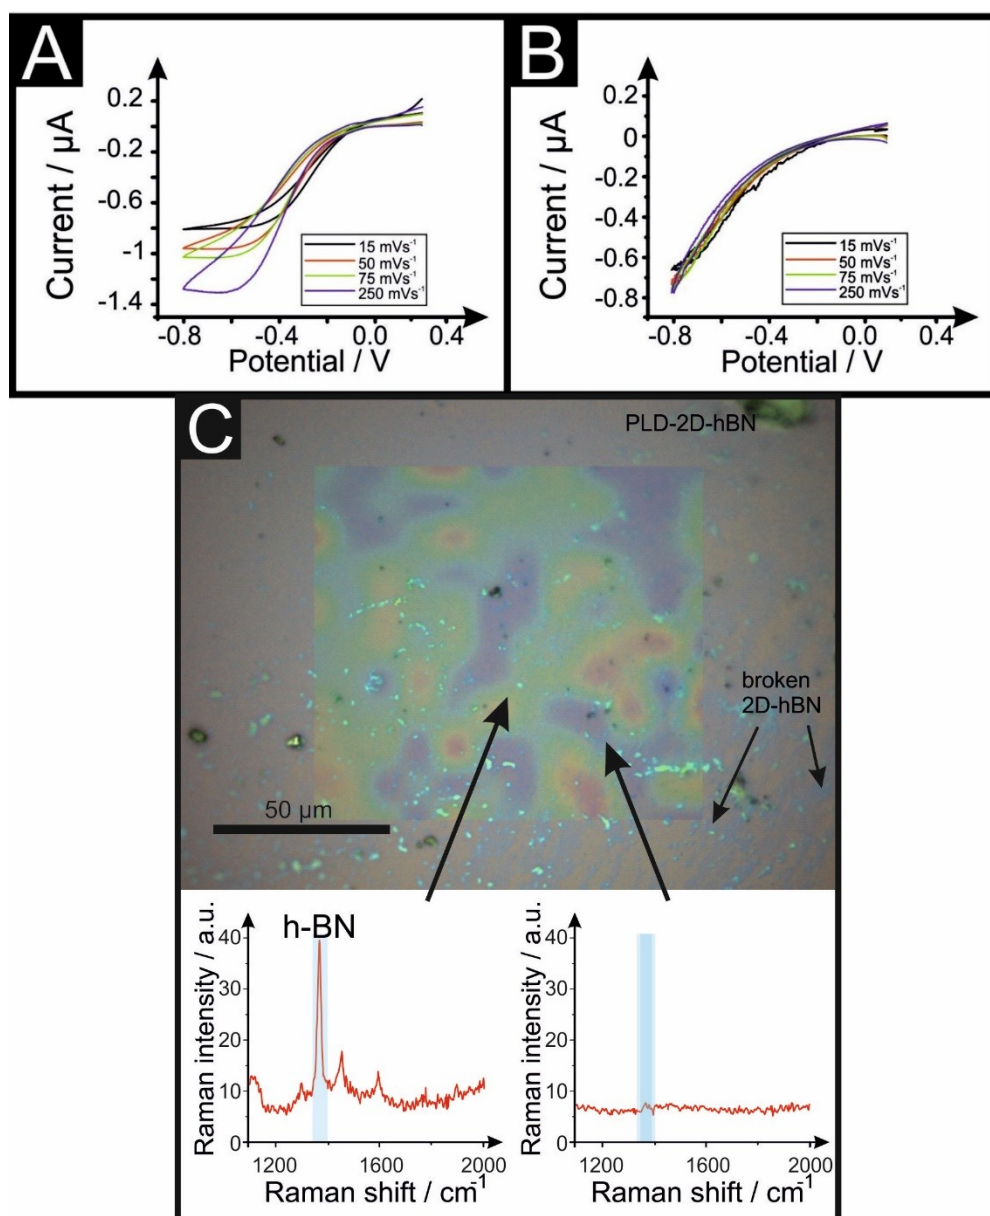 A
Current / µA
0.2
-0.2
-0.6
-1
-1.4
15 mVs⁻¹
50 mVs⁻¹
75 mVs⁻¹
250 mVs⁻¹
-0.8
-0.4
0.0
0.4
Potential / V
B
Current / µA
0.2
0
-0.2
-0.4
-0.6
-0.8
15 mVs⁻¹
50 mVs⁻¹
75 mVs⁻¹
250 mVs⁻¹
-0.8
-0.4
0.0
0.4
Potential / V
C
PLD-2D-hBN
broken
2D-hBN
50 µm
h-BN
Raman intensity / a.u.
40
30
20
10
0
1200
1600
2000
Raman shift / cm⁻¹
Raman intensity / a.u.
40
30
20
10
0
1200
1600
2000
Raman shift / cm⁻¹